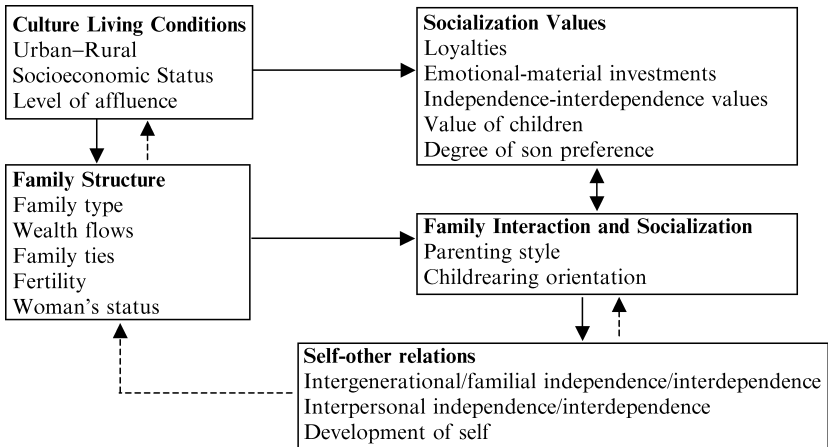 Culture Living Conditions
Urban–Rural
Socioeconomic Status
Level of affluence
Socialization Values
Loyalties
Emotional-material investments
Independence-interdependence values
Value of children
Degree of son preference
Family Structure
Family type
Wealth flows
Family ties
Fertility
Woman's status
Family Interaction and Socialization
Parenting style
Childrearing orientation
Self-other relations
Intergenerational/familial independence/interdependence
Interpersonal independence/interdependence
Development of self